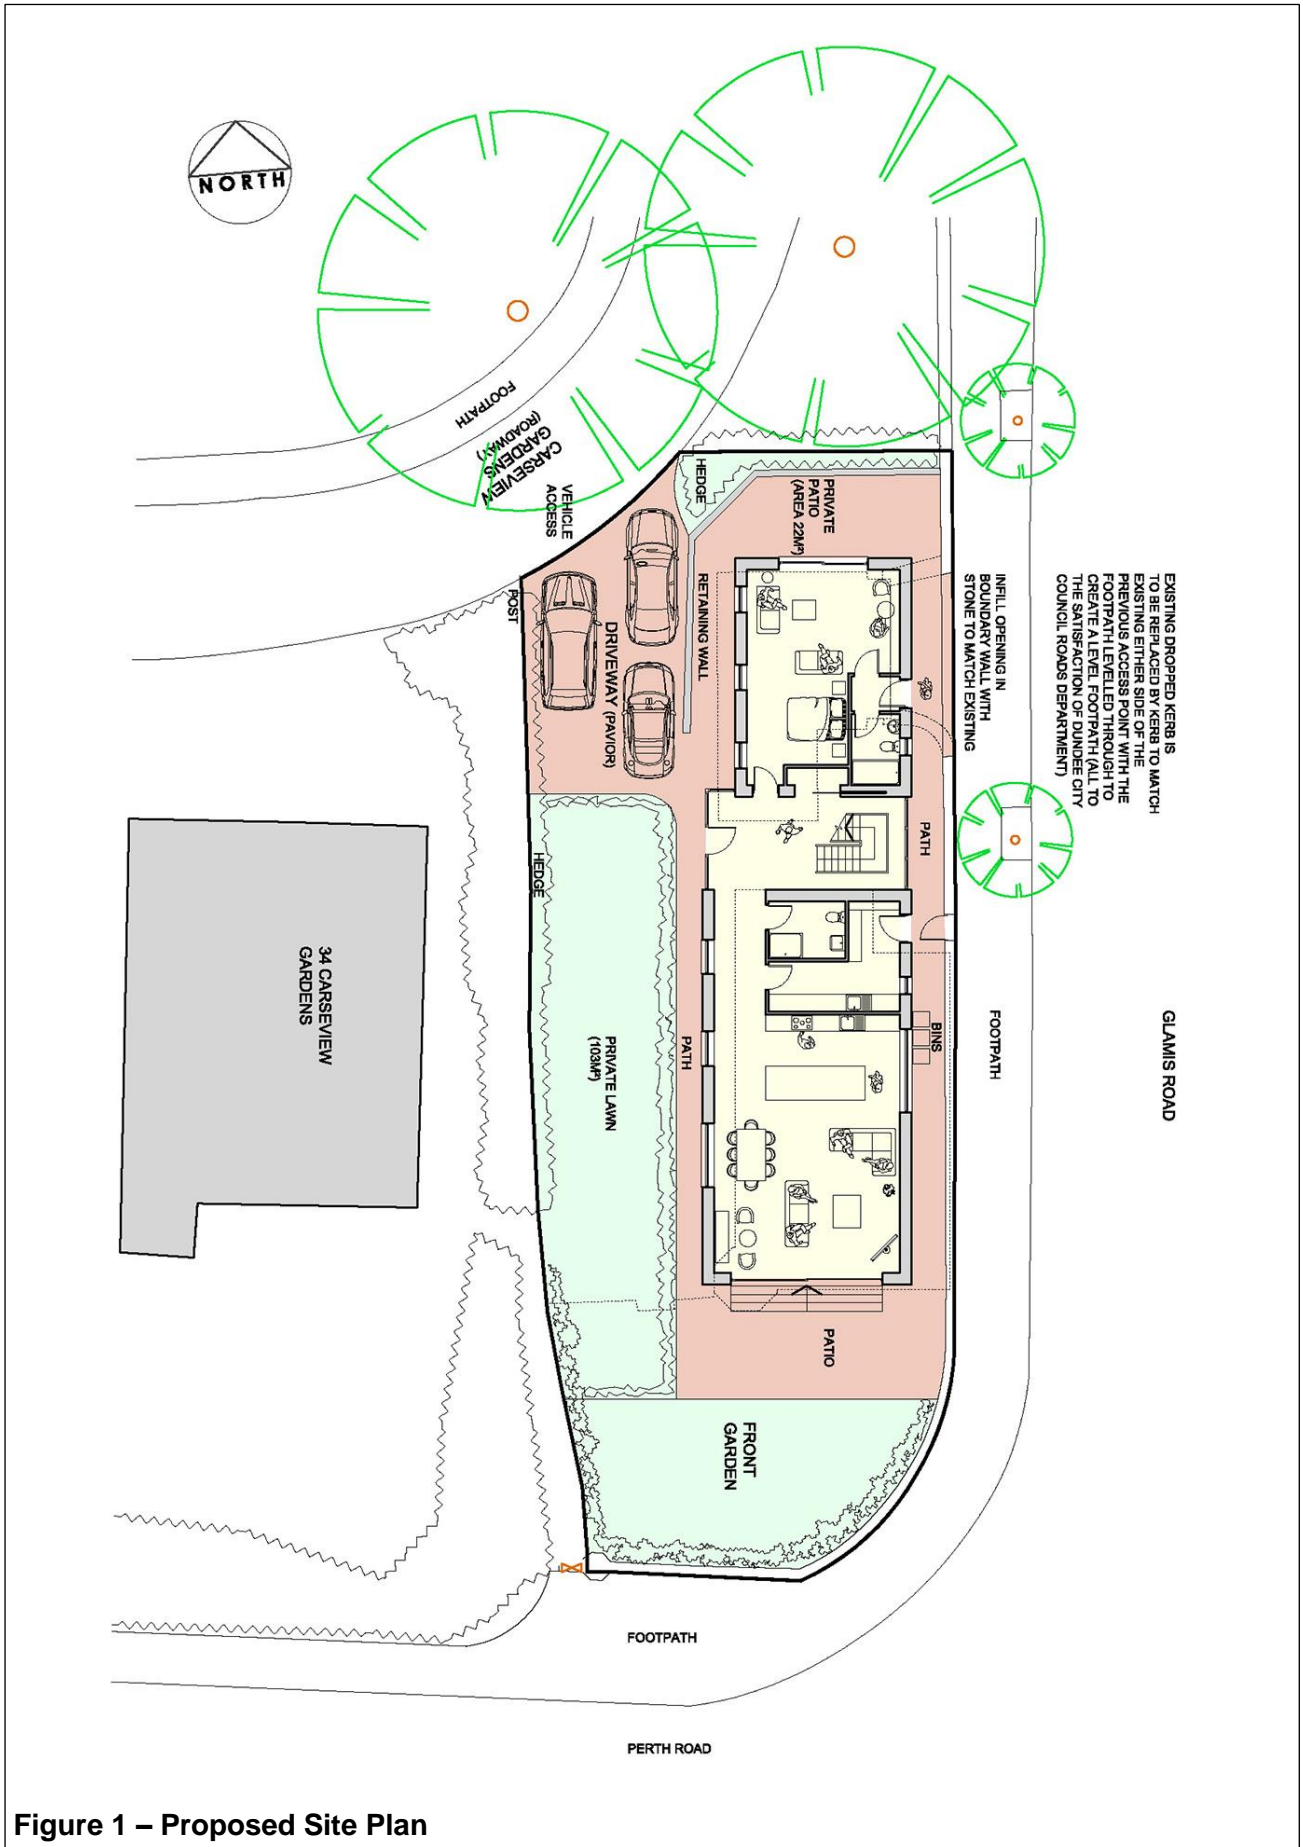 NORTH
FOOTPATH
CARSEVIEW
GARDENS
(ROADWAY)
VEHICLE
ACCESS
HEDGE
PRIVATE
PATIO
(AREA 22M²)
POST
DRIVEWAY (PAVIOR)
RETAINING WALL
INFILL OPENING IN
BOUNDARY WALL WITH
STONE TO MATCH EXISTING
EXISTING DROPPED KERB IS
TO BE REPLACED BY KERB TO MATCH
EXISTING EITHER SIDE OF THE
PREVIOUS ACCESS POINT WITH THE
FOOTPATH LEVELLED THROUGH TO
CREATE A LEVEL FOOTPATH (ALL TO
THE SATISFACTION OF DUNDEE CITY
COUNCIL ROADS DEPARTMENT)
PATH
HEDGE
34 CARSEVIEW
GARDENS
PRIVATE LAWN
(103M²)
PATH
BINS
FOOTPATH
GLAMIS ROAD
PATIO
FRONT
GARDEN
FOOTPATH
PERTH ROAD
Figure 1 – Proposed Site Plan